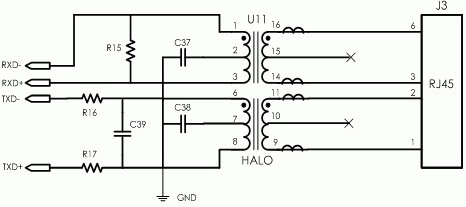 U11
J3
1
16
6
R15
C37
RXD-
2
15
RJ45
RXD+
3
14
3
TXD-
6
11
2
R16
C38
7
10
C39
R17
8
9
1
TXD+
HALO
GND